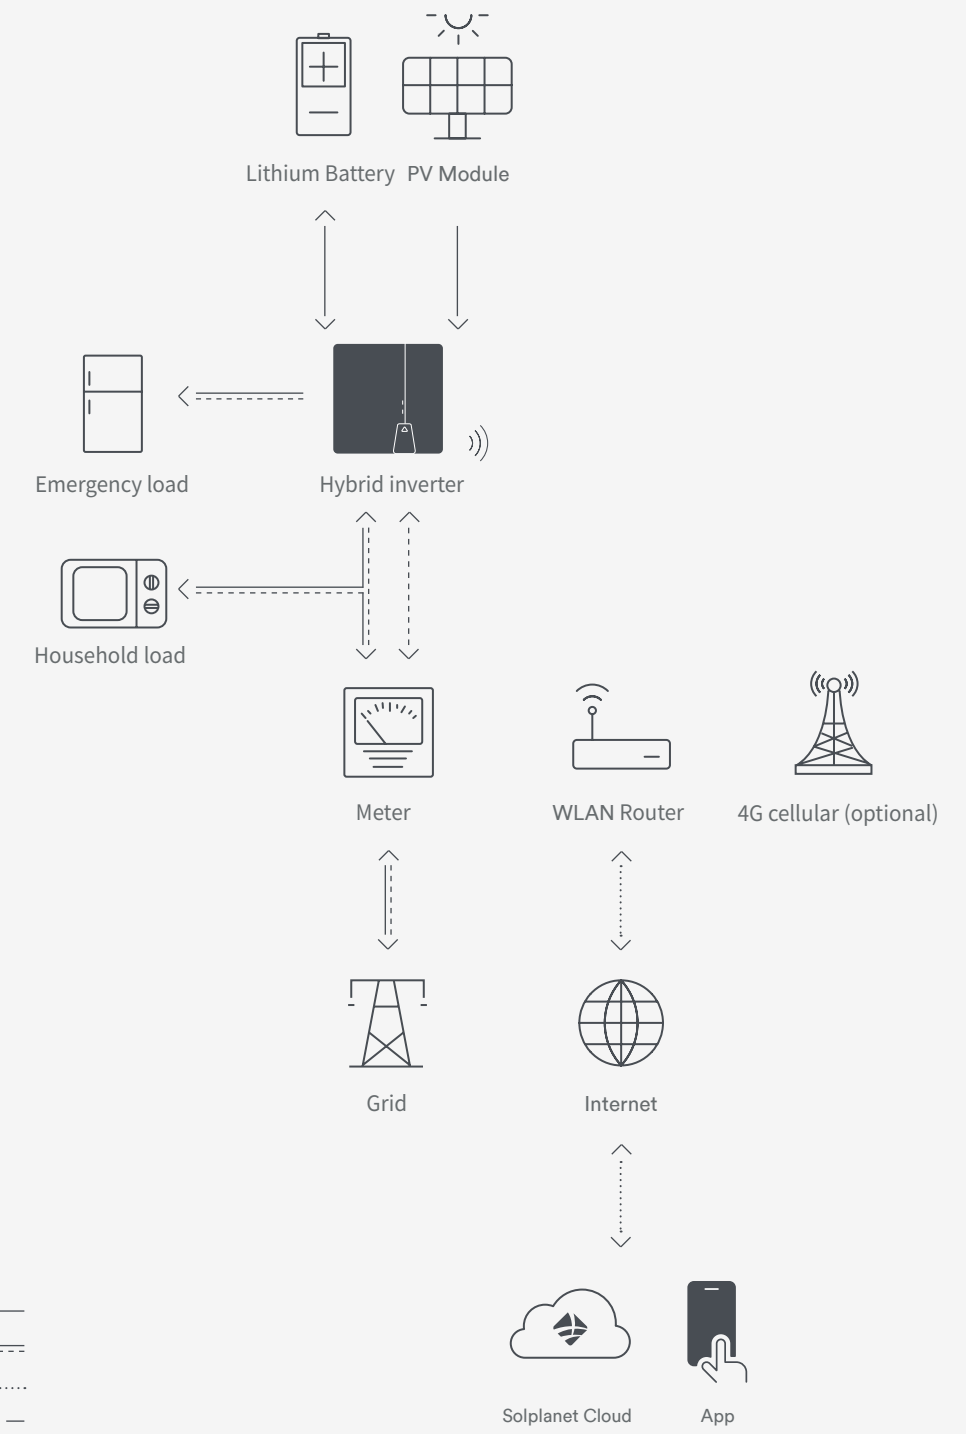 Lithium Battery PV Module
Emergency load
Hybrid inverter
Household load
Meter
WLAN Router
4G cellular (optional)
Grid
Internet
Solplanet Cloud
App